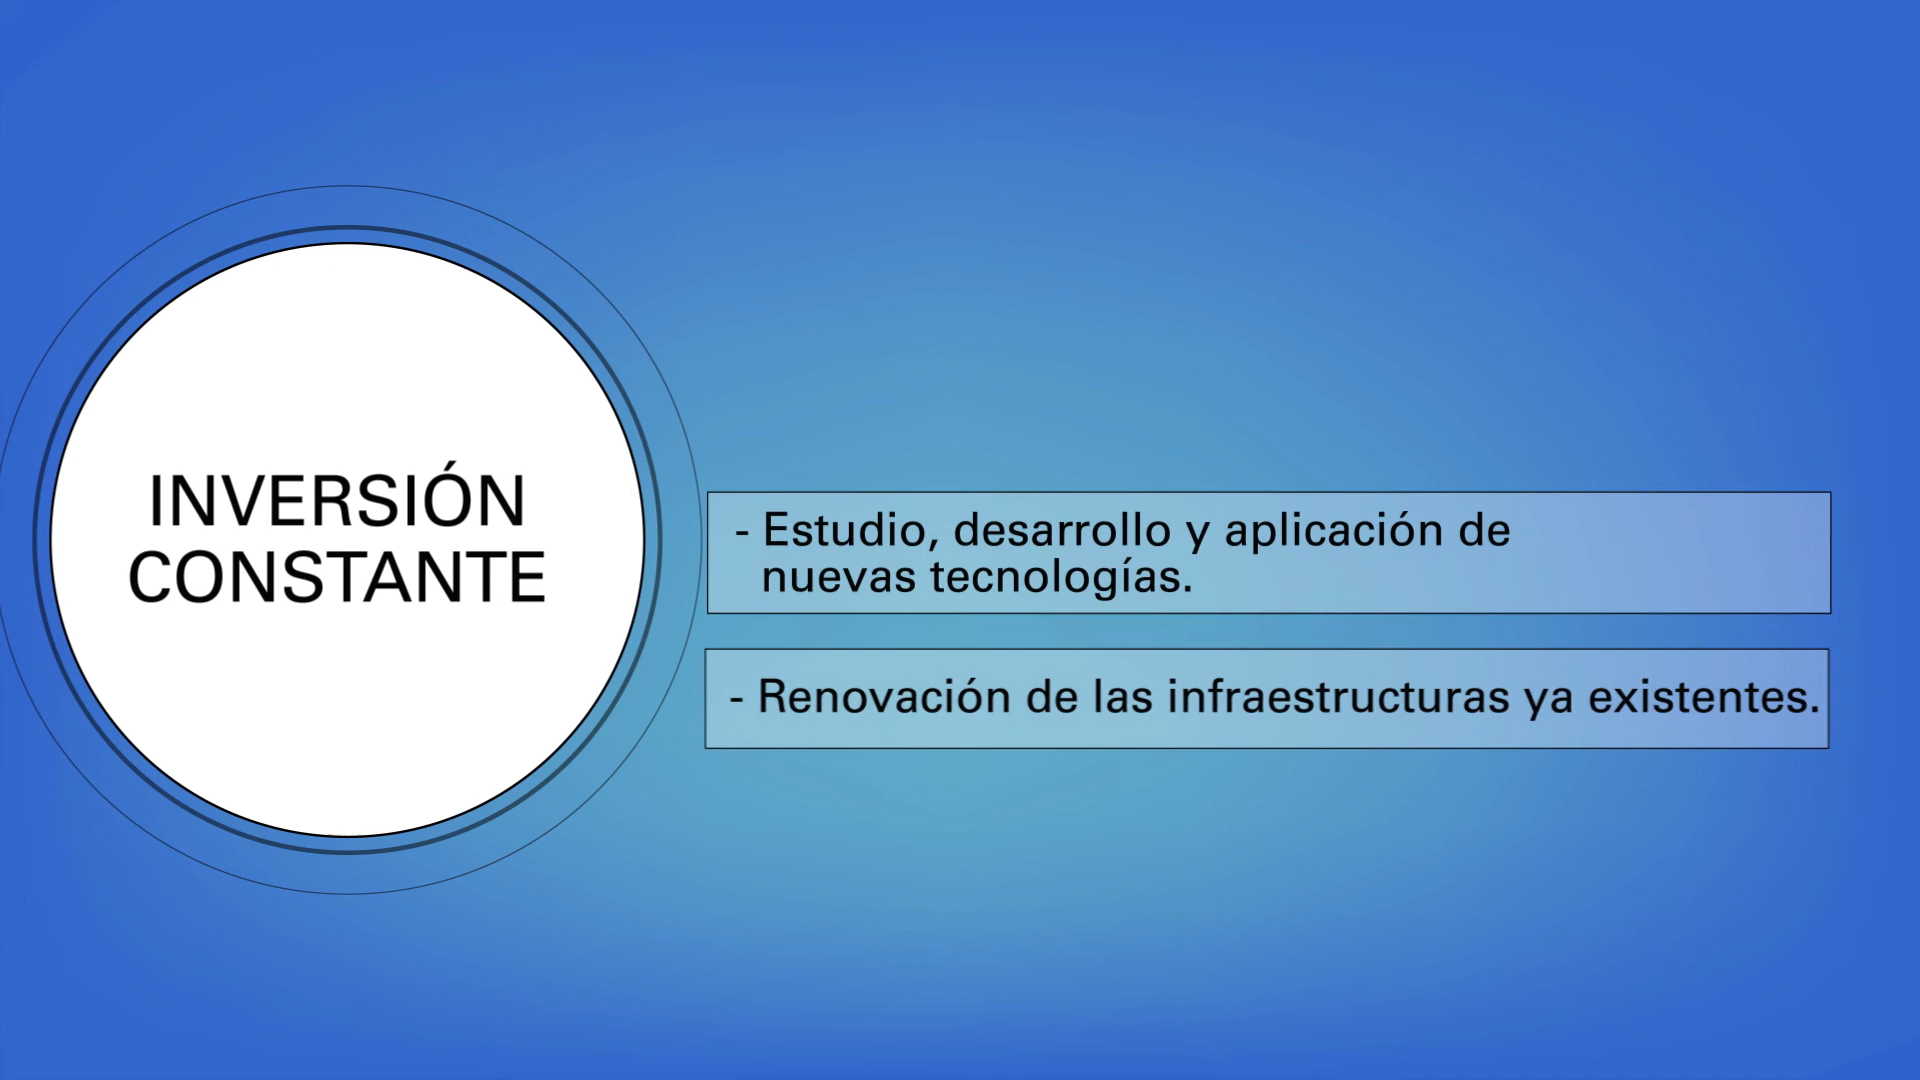 INVERSIÓN
CONSTANTE
- Estudio, desarrollo y aplicación de
nuevas tecnologías.
- Renovación de las infraestructuras ya existentes.